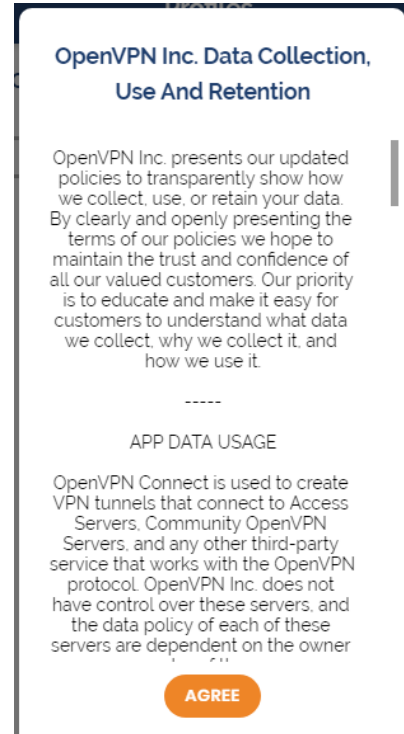 Profiles
OpenVPN Inc. Data Collection,
Use And Retention
OpenVPN Inc. presents our updated
policies to transparently show how
we collect, use, or retain your data.
By clearly and openly presenting the
terms of our policies we hope to
maintain the trust and confidence of
all our valued customers. Our priority
is to educate and make it easy for
customers to understand what data
we collect, why we collect it, and
how we use it.
-----
APP DATA USAGE
OpenVPN Connect is used to create
VPN tunnels that connect to Access
Servers, Community OpenVPN
Servers, and any other third-party
service that works with the OpenVPN
protocol. OpenVPN Inc. does not
have control over these servers, and
the data policy of each of these
servers are dependent on the owner
AGREE